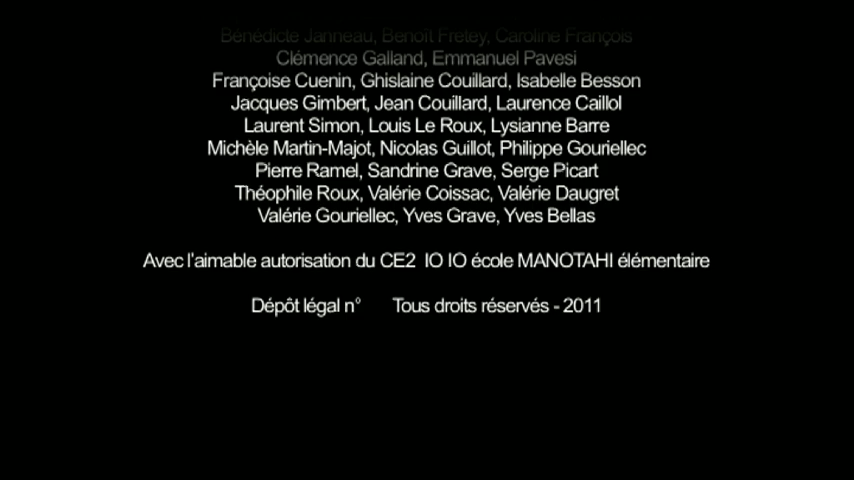 Bénédicte Janneau, Benoît Fretey, Caroline François
Clémence Galland, Emmanuel Pavesi
Françoise Cuenin, Ghislaine Couillard, Isabelle Besson
Jacques Gimbert, Jean Couillard, Laurence Caillol
Laurent Simon, Louis Le Roux, Lysianne Barre
Michèle Martin-Majot, Nicolas Guillot, Philippe Gouriellec
Pierre Ramel, Sandrine Grave, Serge Picart
Théophile Roux, Valérie Coissac, Valérie Daugret
Valérie Gouriellec, Yves Grave, Yves Bellas
Avec l'aimable autorisation du CE2 IO IO école MANOTAHI élémentaire
Dépôt légal n° Tous droits réservés - 2011